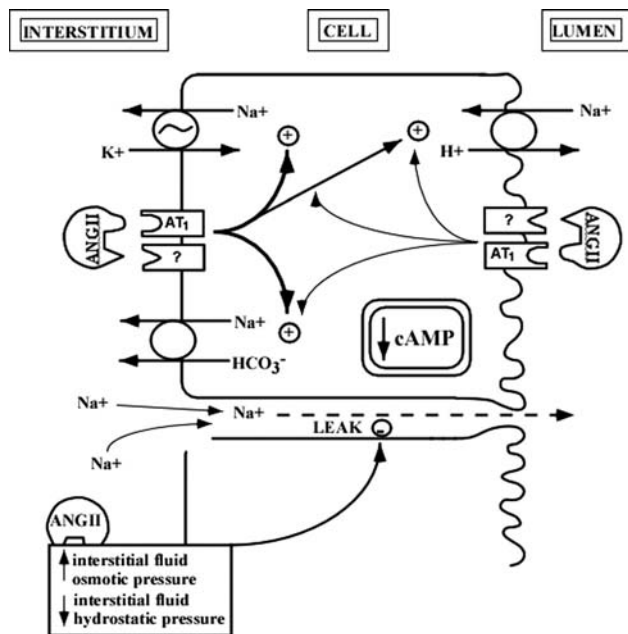 INTERSTITIUM
CELL
LUMEN
Na+
K+
+
+
Na+
H+
ANGII
AT1
?
?
AT1
ANGII
Na+
HCO3-
+
↓ cAMP
Na+
Na+
Na+
LEAK
-
ANGII
↑ interstitial fluid
osmotic pressure
↓ interstitial fluid
hydrostatic pressure